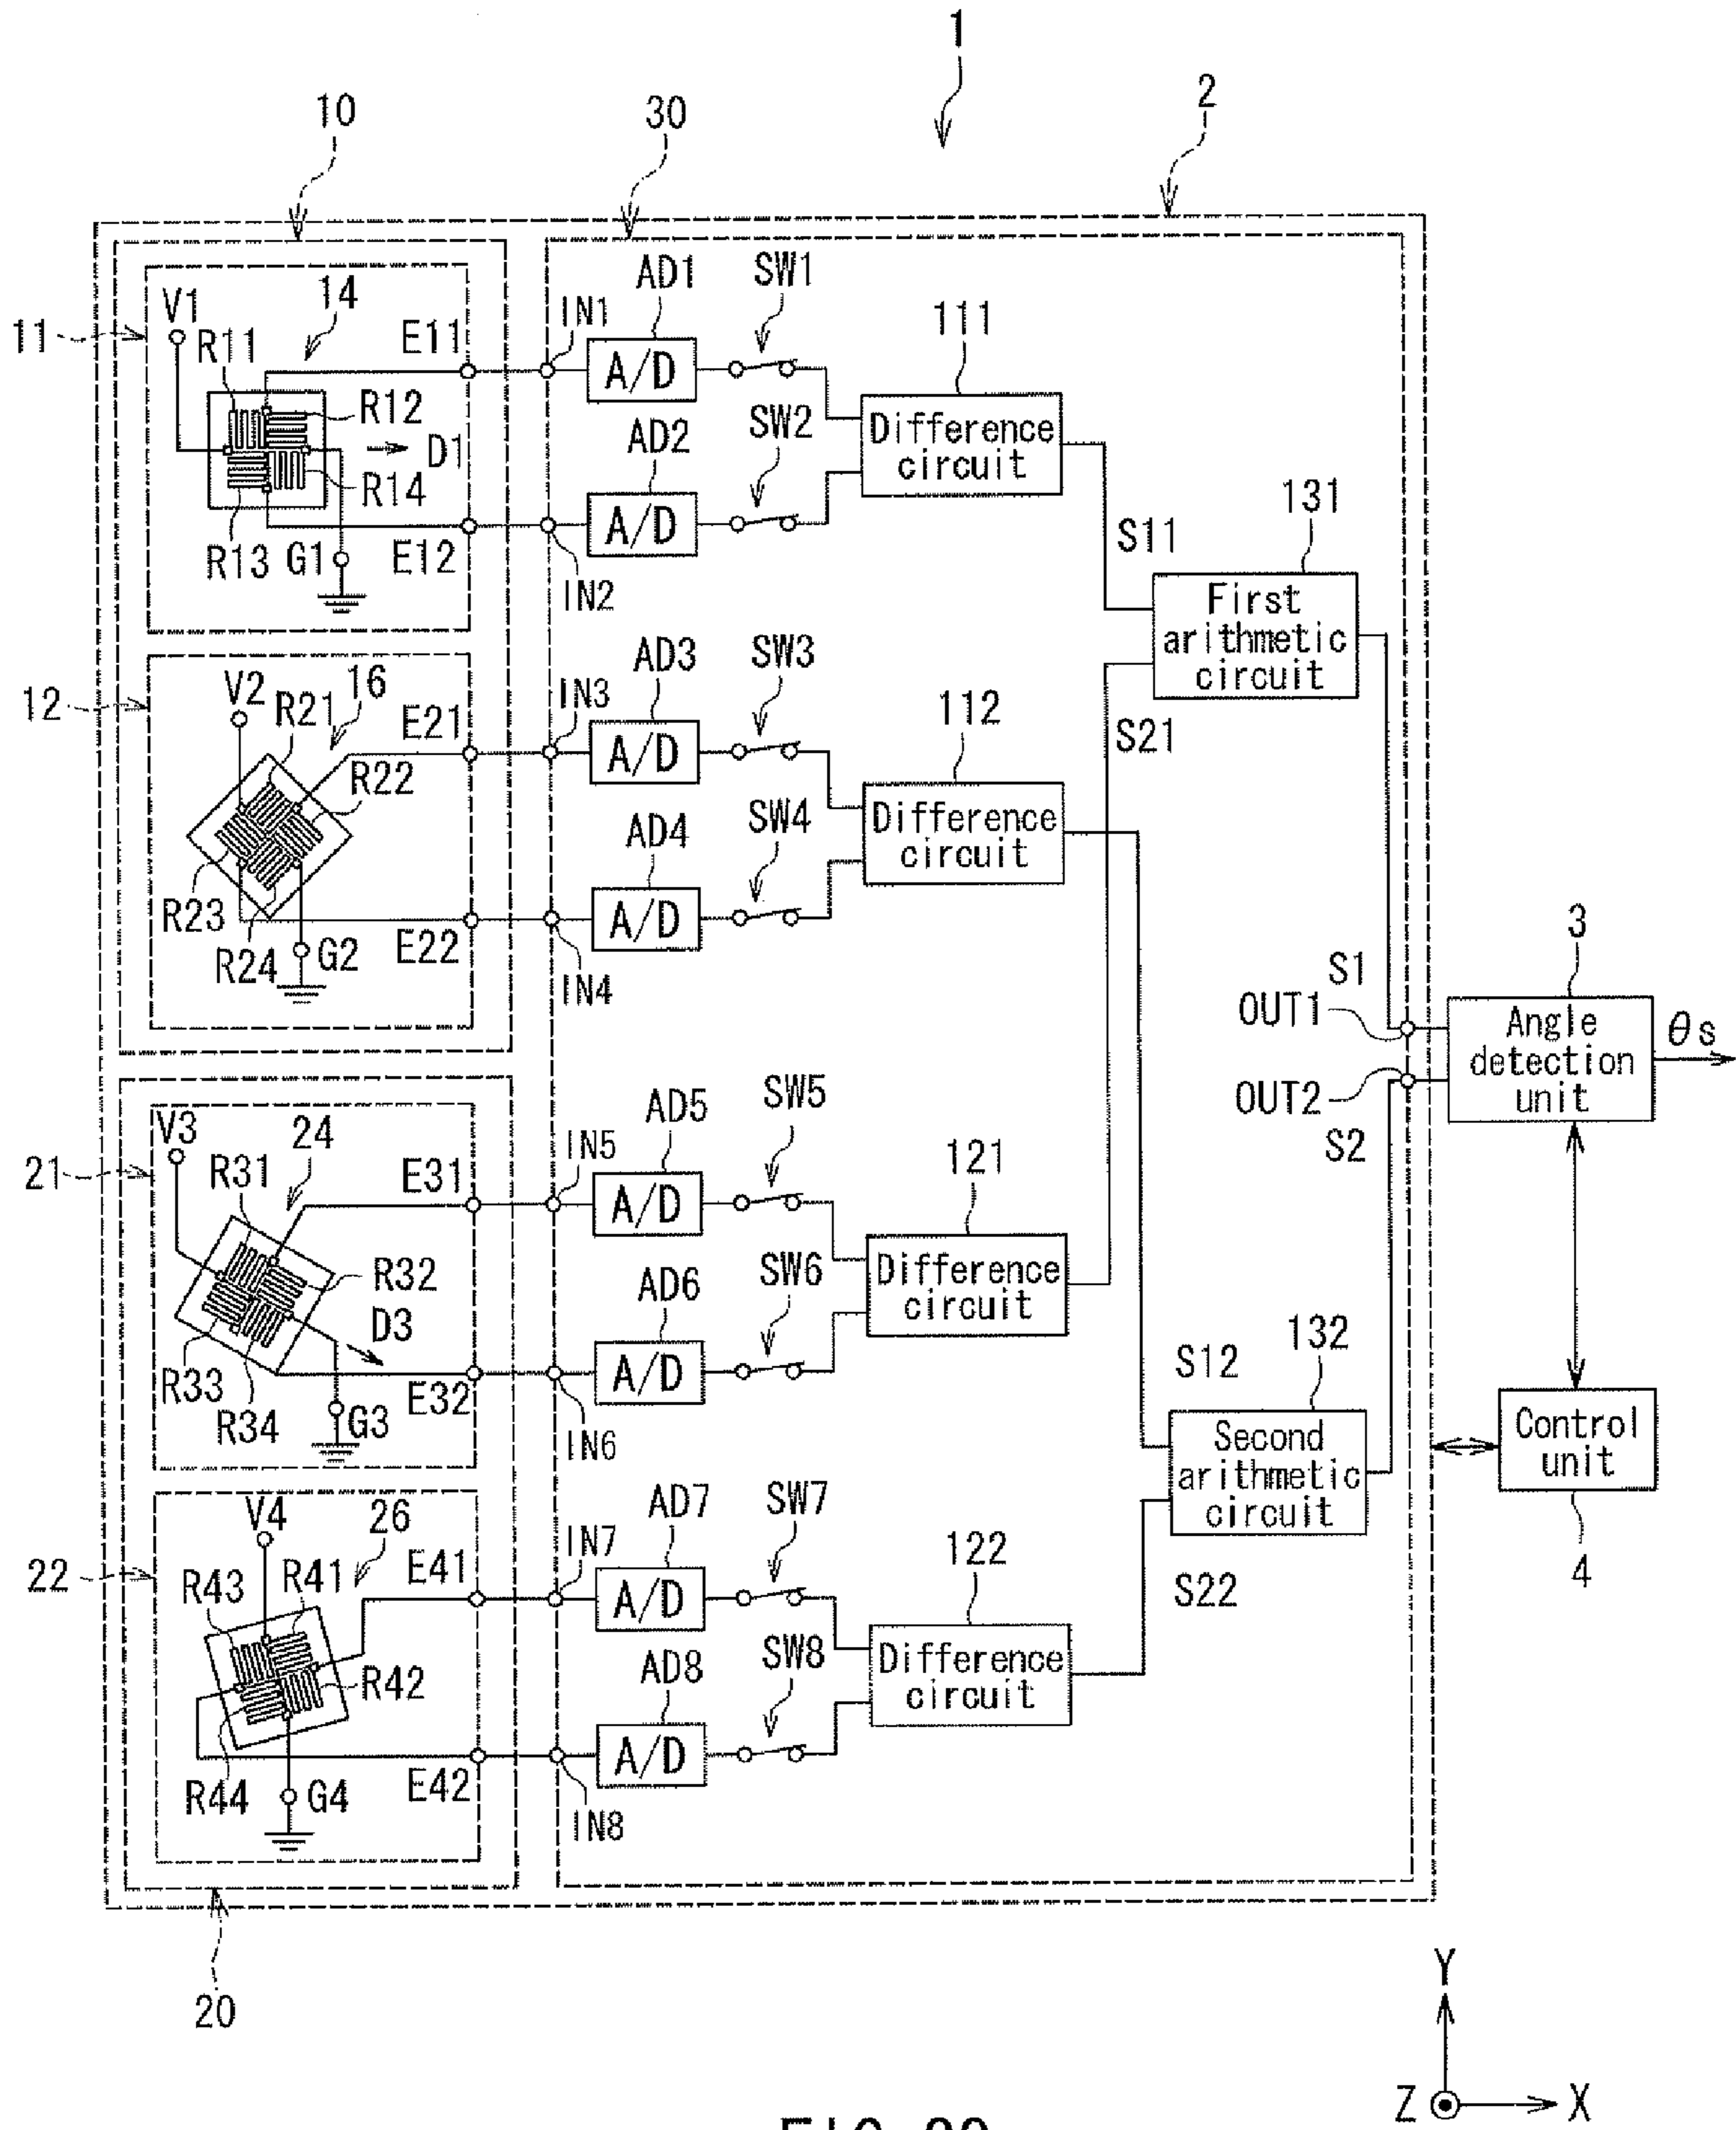 1
2
10
30
11
V1
R11
14
E11
R12
D1
R14
R13
G1
E12
IN1
IN2
AD1
A/D
SW1
AD2
A/D
SW2
111
Difference
circuit
S11
131
First
arithmetic
circuit
12
V2
R21
16
E21
R22
R23
R24
G2
E22
IN3
IN4
AD3
A/D
SW3
AD4
A/D
SW4
112
Difference
circuit
S21
S1
OUT1
OUT2
S2
3
Angle
detection
unit
θs
21
V3
R31
24
E31
R32
D3
R33
R34
G3
E32
IN5
IN6
AD5
A/D
SW5
AD6
A/D
SW6
121
Difference
circuit
S12
132
Second
arithmetic
circuit
S22
Control
unit
4
22
V4
R43
R41
26
E41
R42
R44
G4
E42
IN7
IN8
AD7
A/D
SW7
AD8
A/D
SW8
122
Difference
circuit
20
Y
Z
X